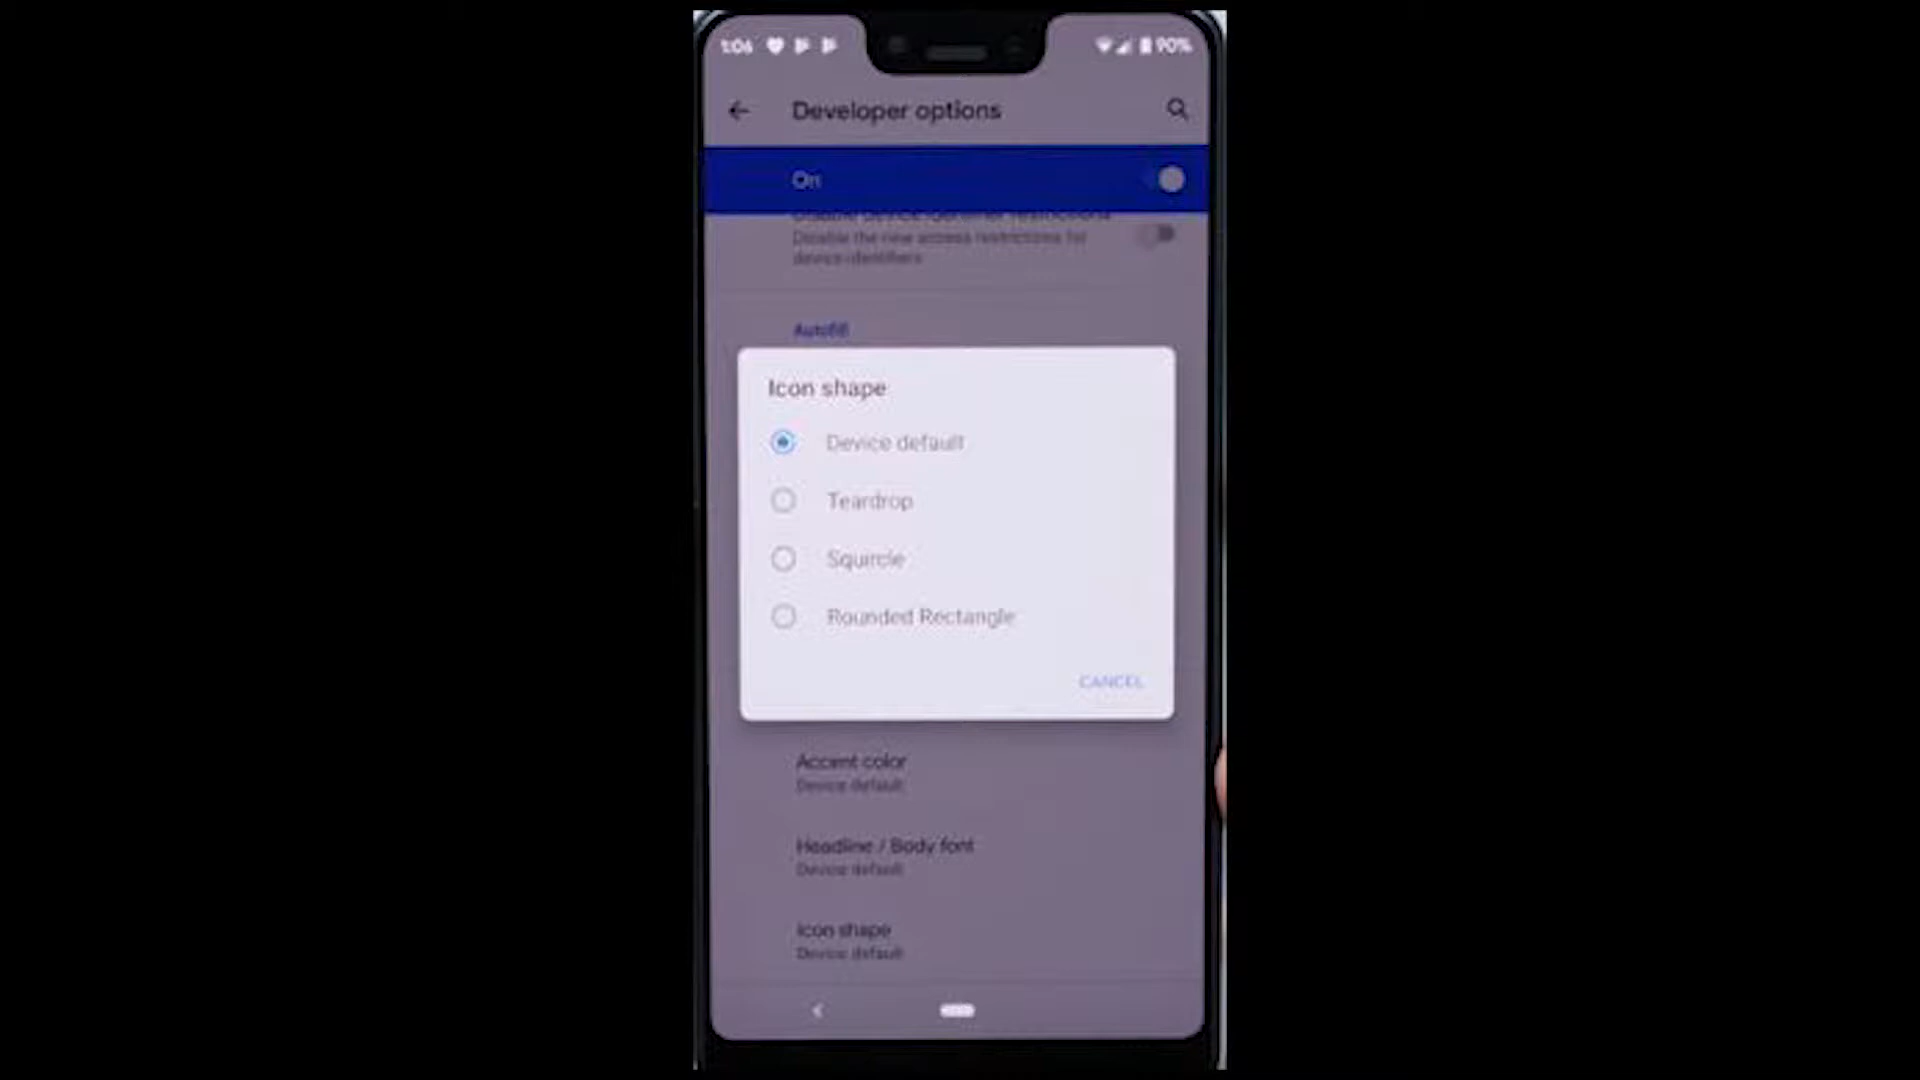 1:06 90%
Developer options
On
Disable device identifier restrictions
Disable the new access restrictions for
device identifiers
Autofill
Icon shape
Device default
Teardrop
Squircle
Rounded Rectangle
CANCEL
Accent color
Device default
Headline / Body font
Device default
Icon shape
Device default